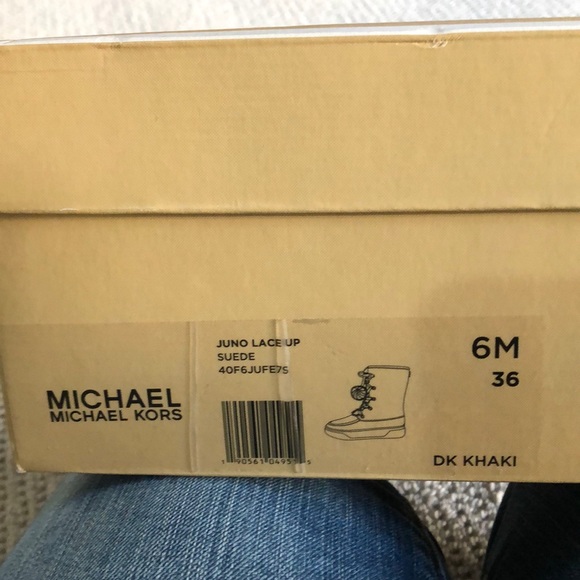 JUNO LACE UP
SUEDE
40F6JUFE7S
MICHAEL
MICHAEL KORS
6M
36
DK KHAKI